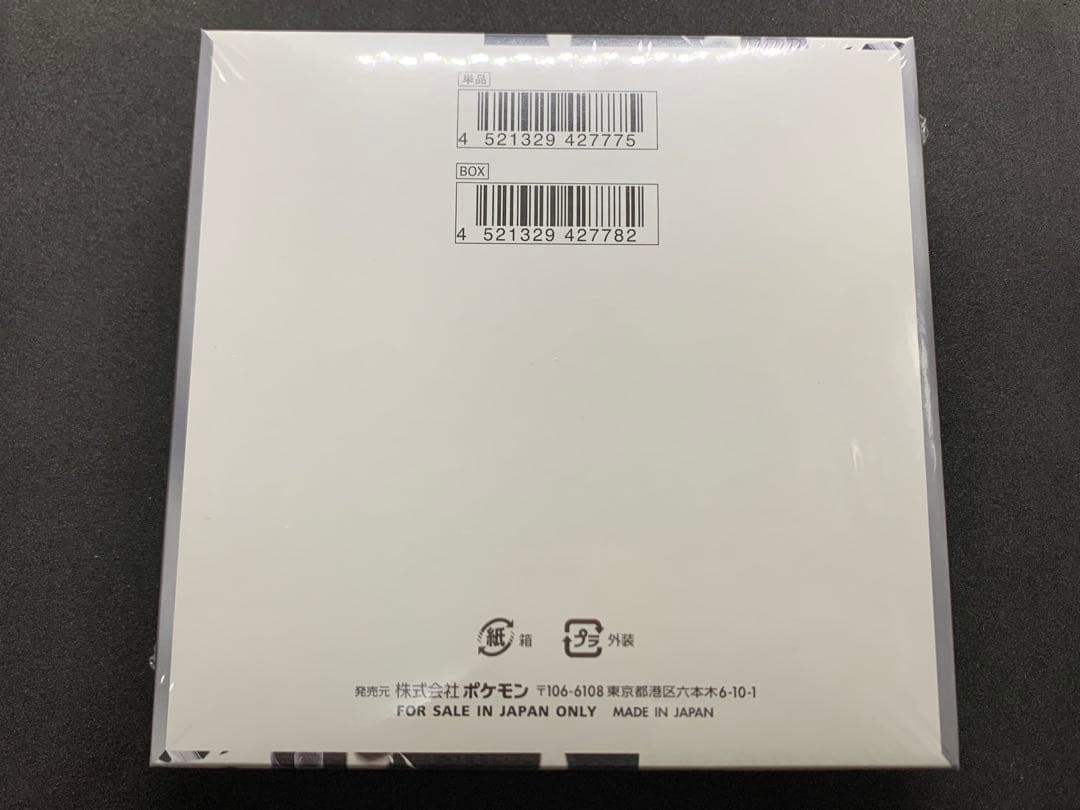 単品
4 521329 427775
BOX
4 521329 427782
紙 箱 プラ 外装
発売元 株式会社 ポケモン 〒106-6108 東京都港区六本木6-10-1
FOR SALE IN JAPAN ONLY MADE IN JAPAN